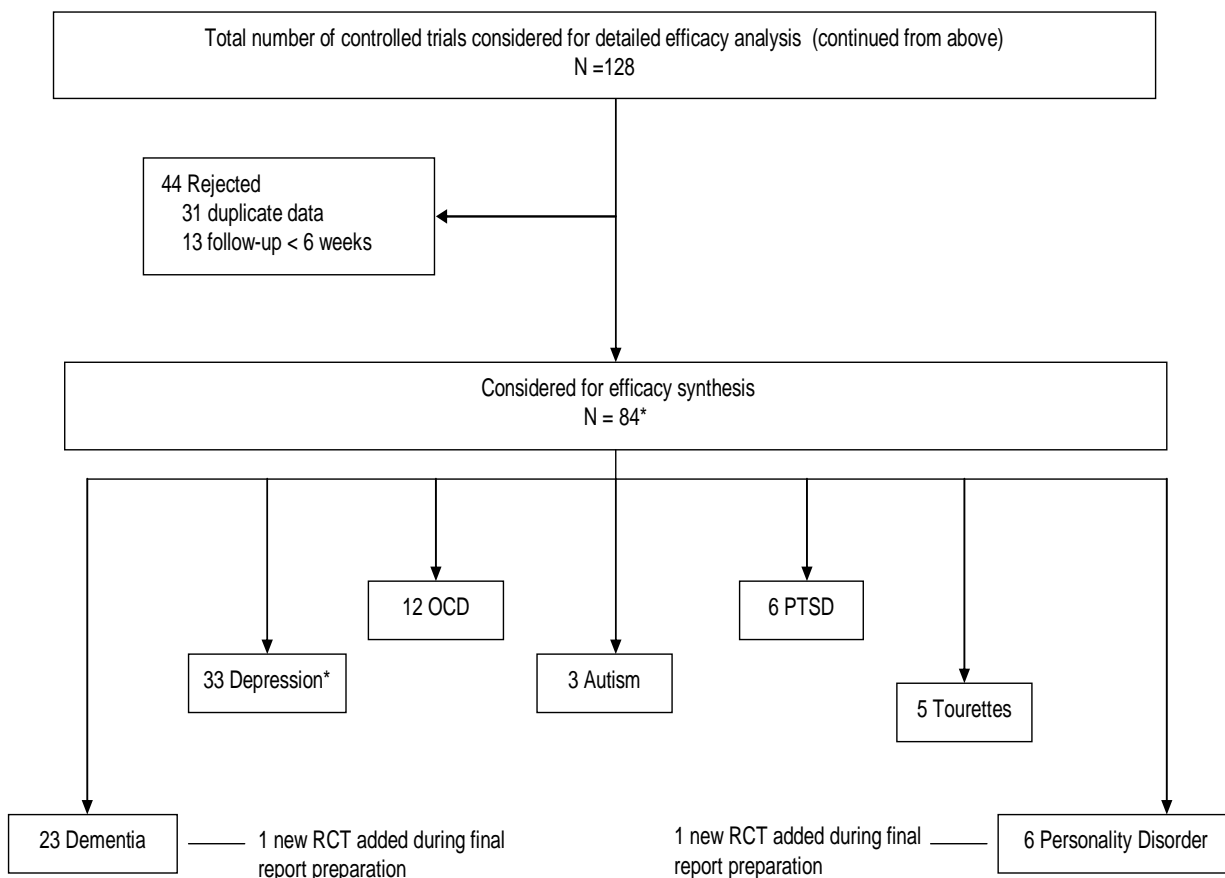 Total number of controlled trials considered for detailed efficacy analysis (continued from above)
N =128
44 Rejected
31 duplicate data
13 follow-up < 6 weeks
Considered for efficacy synthesis
N = 84*
12 OCD
6 PTSD
33 Depression*
3 Autism
5 Tourettes
23 Dementia
1 new RCT added during final
report preparation
1 new RCT added during final
report preparation
6 Personality Disorder